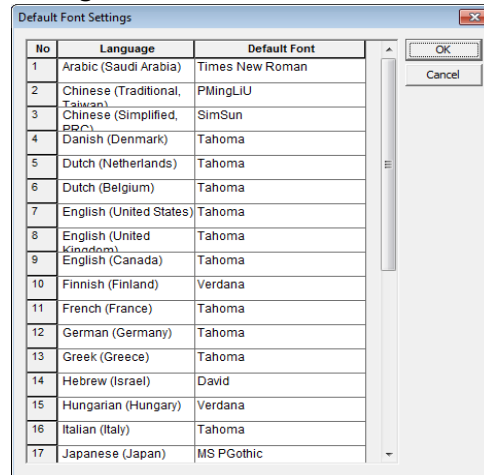 Default Font Settings
No Language Default Font
OK
Cancel
1 Arabic (Saudi Arabia) Times New Roman
2 Chinese (Traditional, Taiwan) PMingLiU
3 Chinese (Simplified, PRC) SimSun
4 Danish (Denmark) Tahoma
5 Dutch (Netherlands) Tahoma
6 Dutch (Belgium) Tahoma
7 English (United States) Tahoma
8 English (United Kingdom) Tahoma
9 English (Canada) Tahoma
10 Finnish (Finland) Verdana
11 French (France) Tahoma
12 German (Germany) Tahoma
13 Greek (Greece) Tahoma
14 Hebrew (Israel) David
15 Hungarian (Hungary) Verdana
16 Italian (Italy) Tahoma
17 Japanese (Japan) MS PGothic